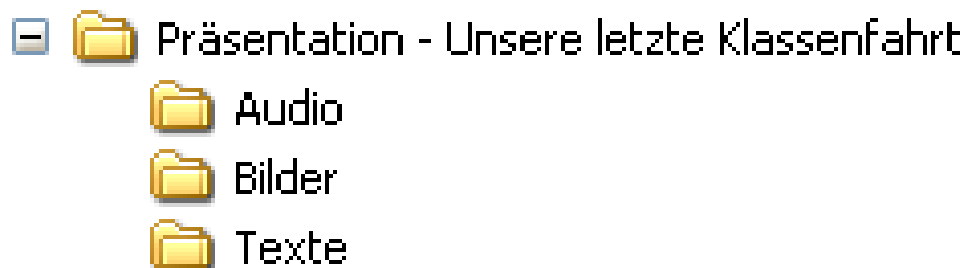 Präsentation - Unsere letzte Klassenfahrt
Audio
Bilder
Texte